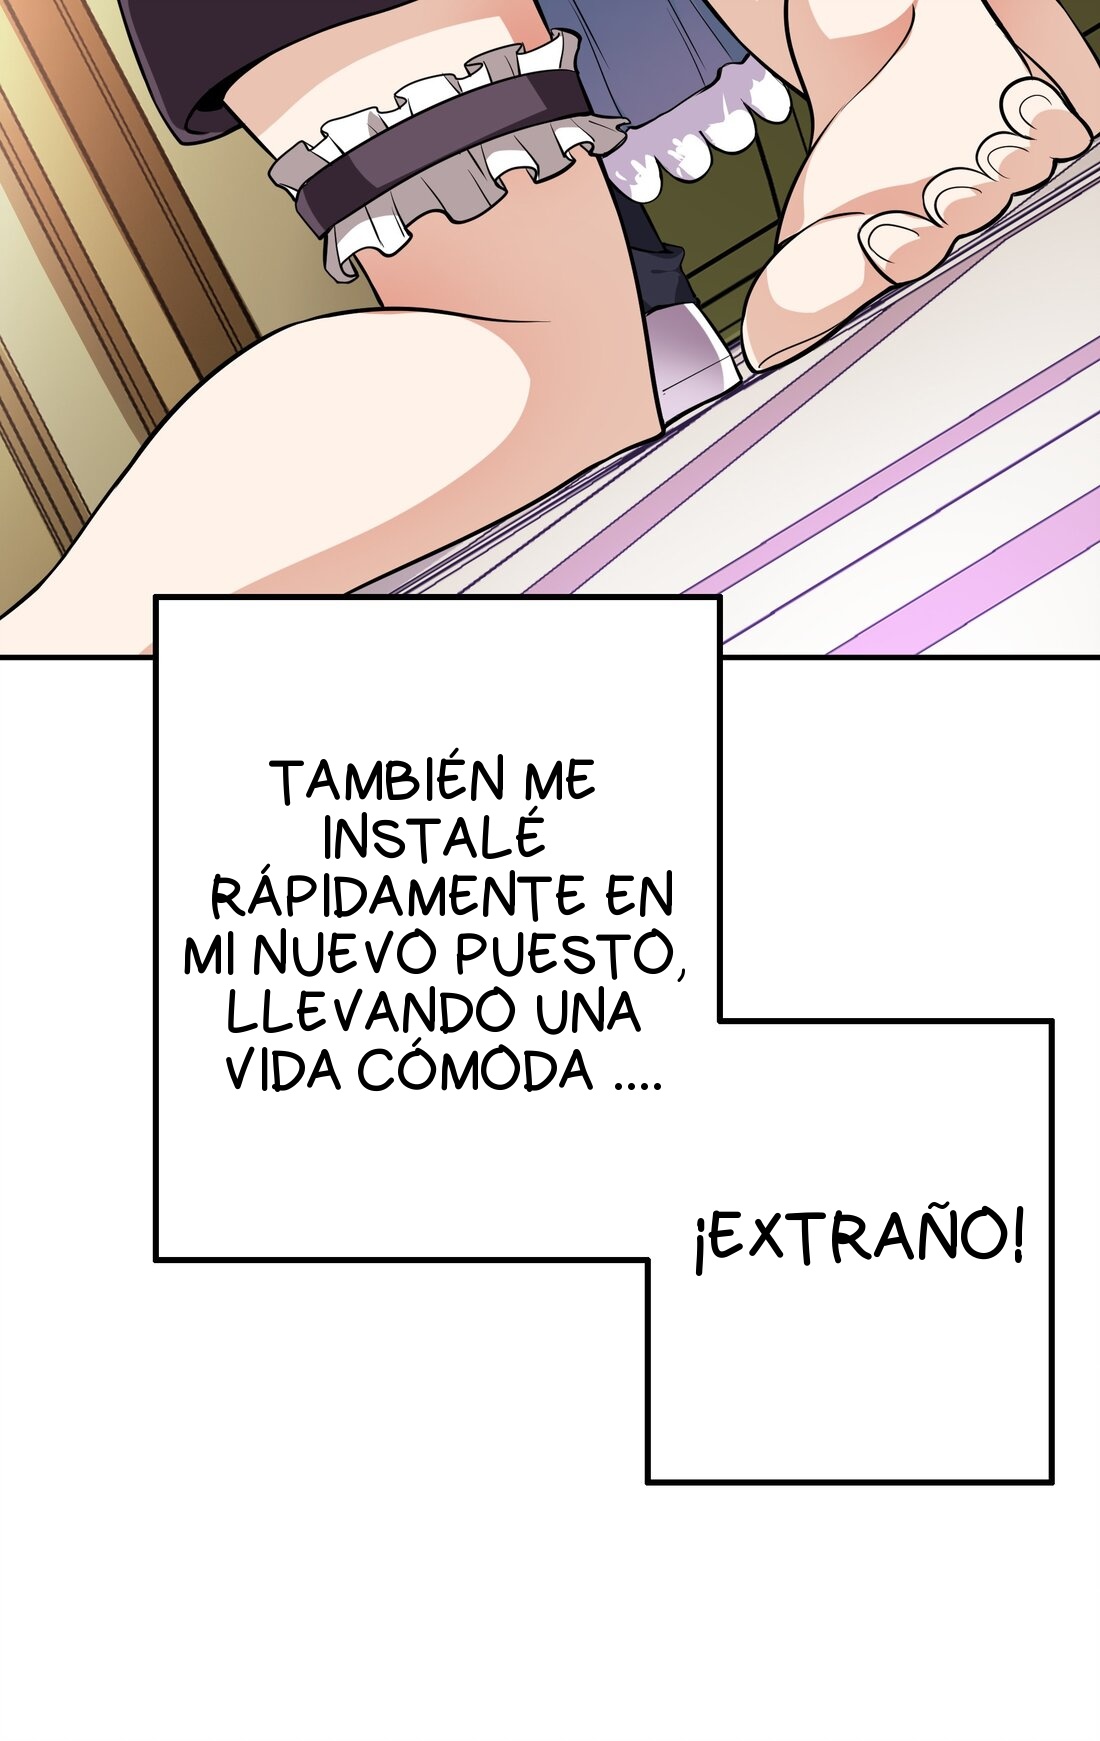 TAMBIÉN ME
INSTALÉ
RÁPIDAMENTE EN
MI NUEVO PUESTO,
LLEVANDO UNA
VIDA CÓMODA ....
¡EXTRAÑO!